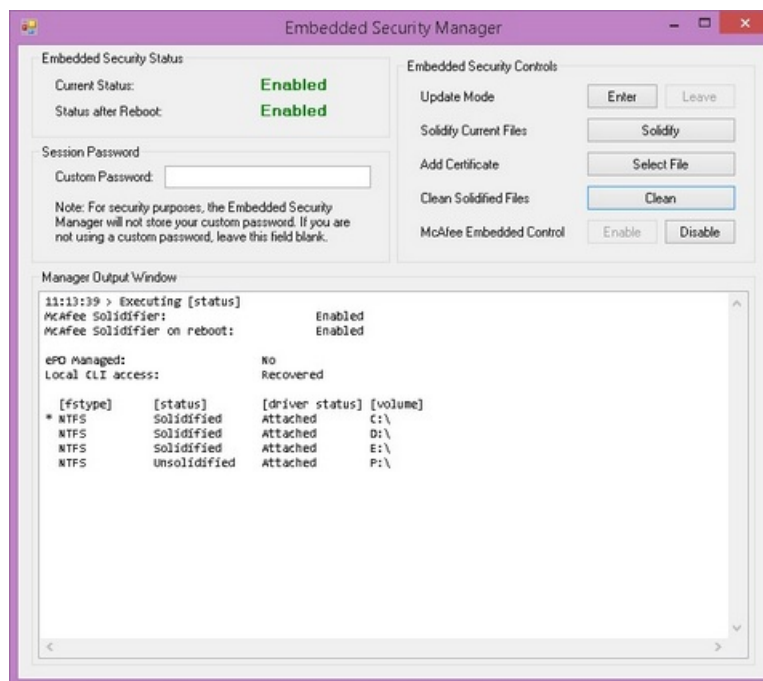 Embedded Security Manager
Embedded Security Status
Current Status: Enabled
Status after Reboot: Enabled
Session Password
Custom Password:
Note: For security purposes, the Embedded Security
Manager will not store your custom password. If you are
not using a custom password, leave this field blank.
Embedded Security Controls
Update Mode Enter Leave
Solidify Current Files Solidify
Add Certificate Select File
Clean Solidified Files Clean
McAfee Embedded Control Enable Disable
Manager Output Window
11:13:39 > Executing [status]
McAfee Solidifier: Enabled
McAfee Solidifier on reboot: Enabled
ePO Managed: No
Local CLI access: Recovered
[fstype] [status] [driver status] [volume]
* NTFS Solidified Attached C:\
NTFS Solidified Attached D:\
NTFS Solidified Attached E:\
NTFS Unsolidified Attached P:\